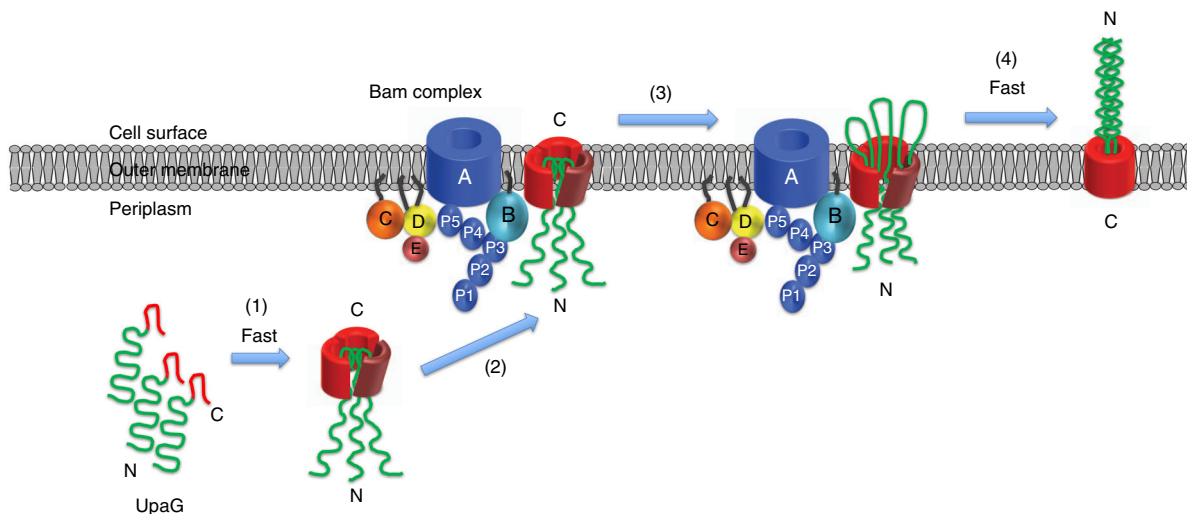 N
(4)
Fast
Bam complex
(3)
C
Cell surface
Outer membrane
Periplasm
A
C
D
E
B
P5
P4
P3
P2
P1
N
A
C
D
E
B
P5
P4
P3
P2
P1
N
C
(1)
Fast
C
(2)
C
N
N
UpaG